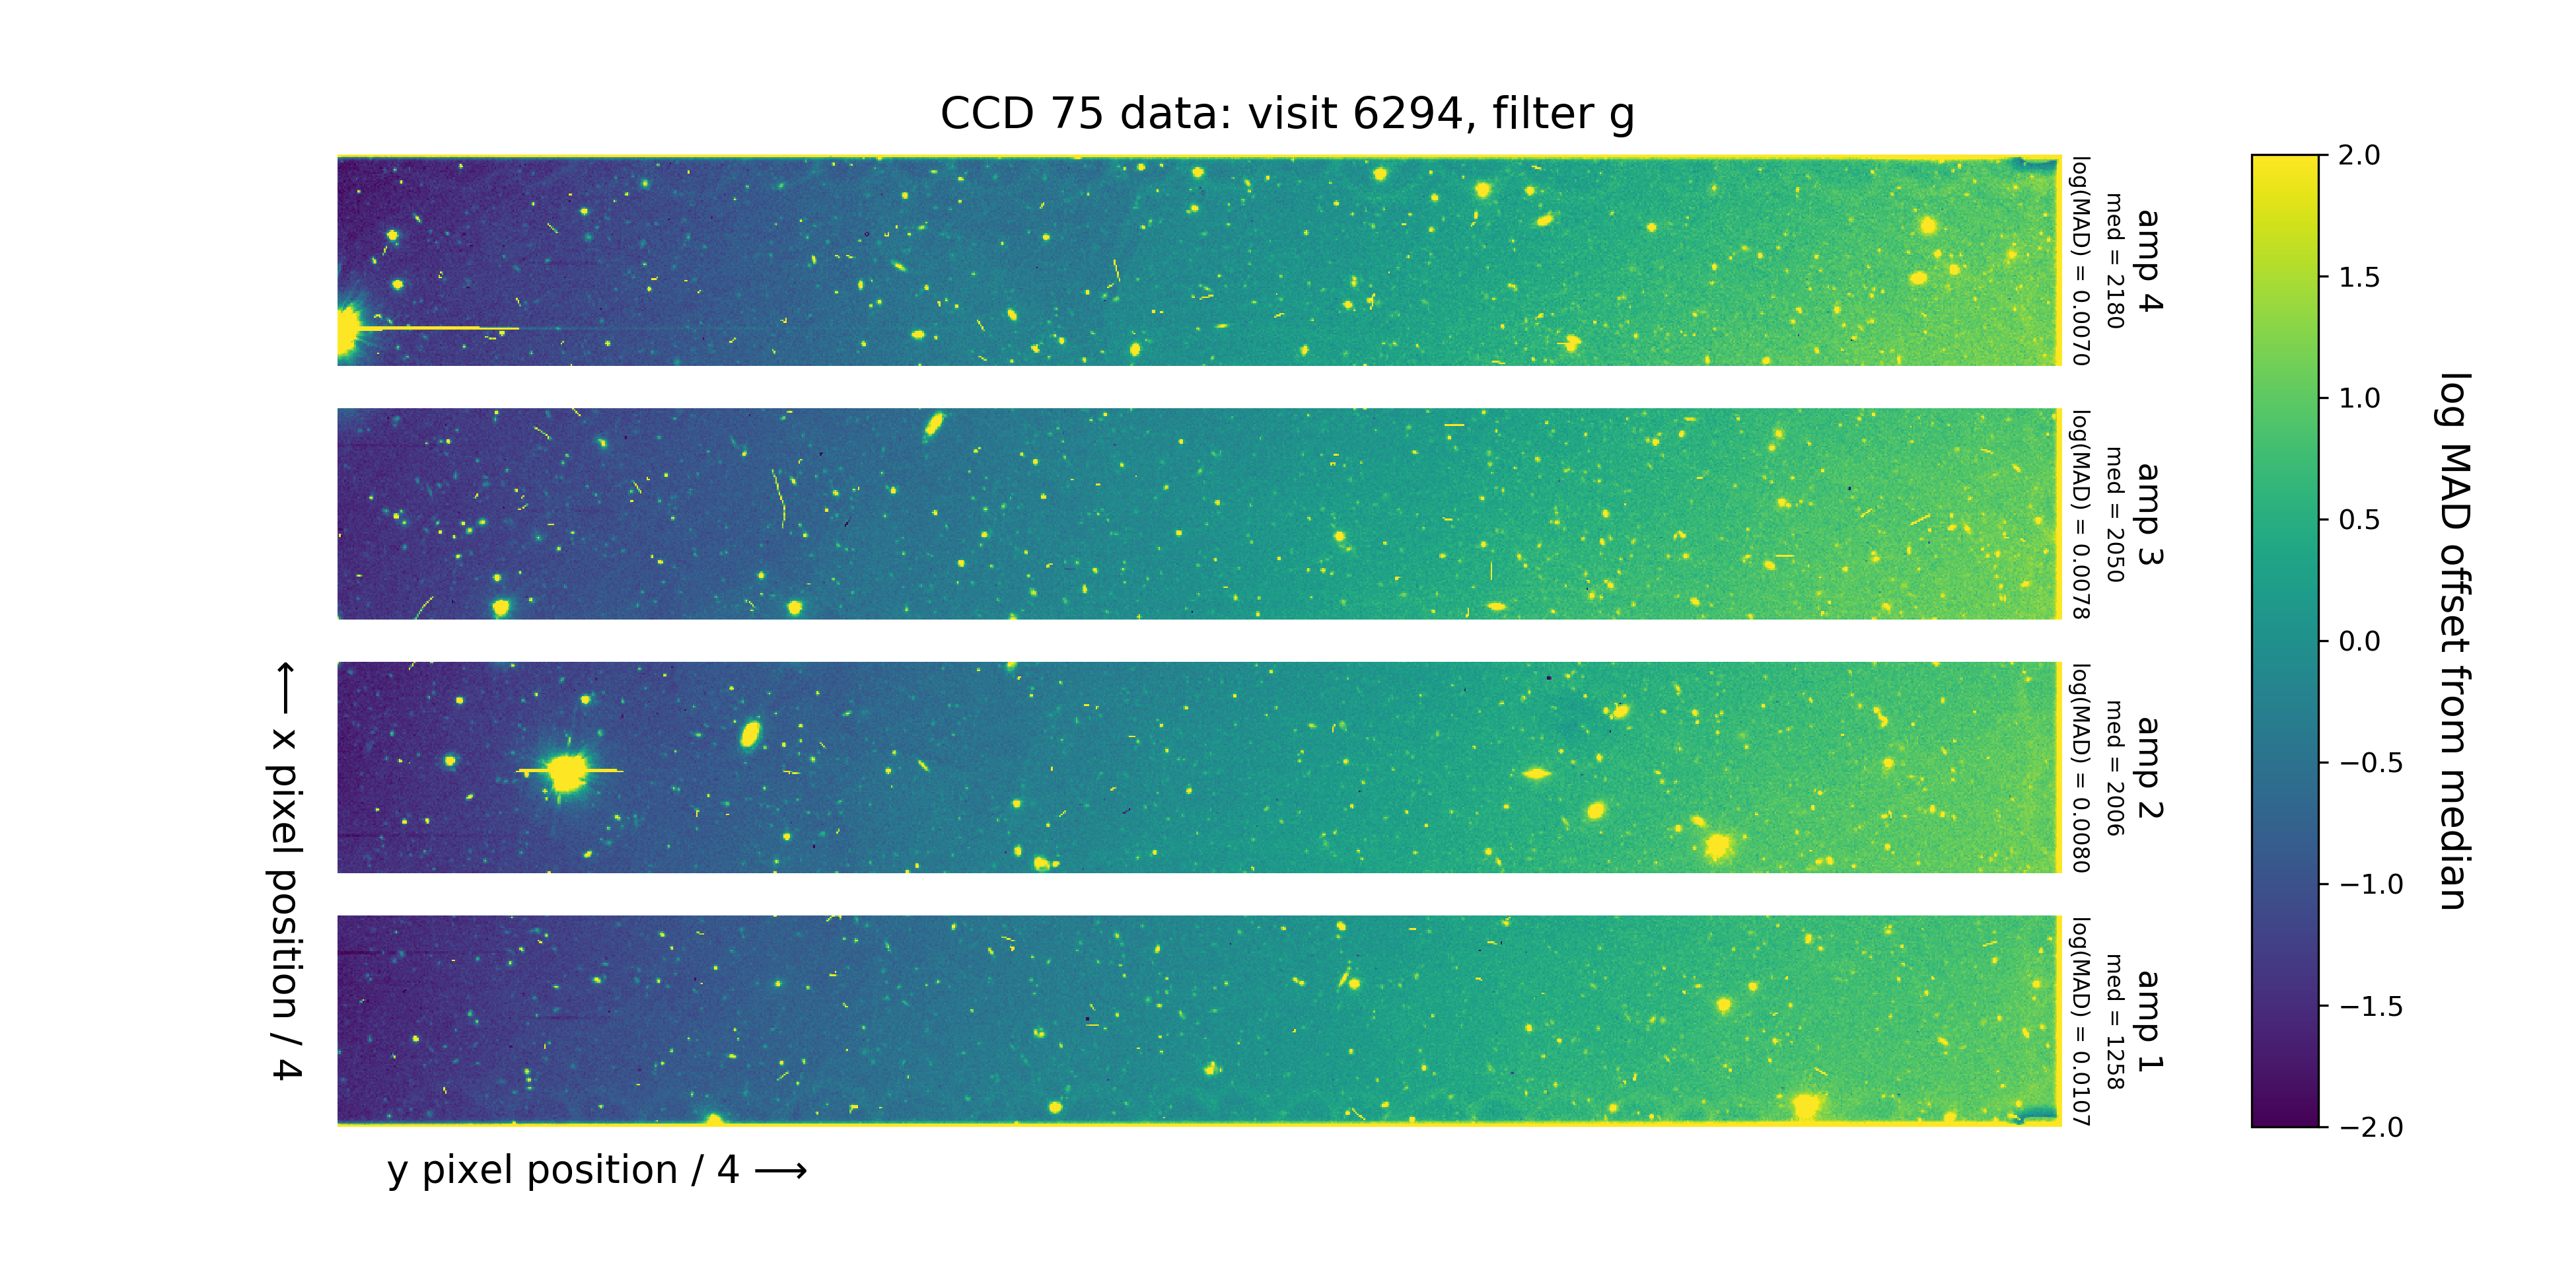 CCD 75 data: visit 6294, filter g
amp 4
med = 2180
log(MAD) = 0.0070
amp 3
med = 2050
log(MAD) = 0.0078
amp 2
med = 2006
log(MAD) = 0.0080
amp 1
med = 1258
log(MAD) = 0.0107
⟵ x pixel position / 4
y pixel position / 4 ⟶
2.0
1.5
1.0
0.5
0.0
−0.5
−1.0
−1.5
−2.0
log MAD offset from median